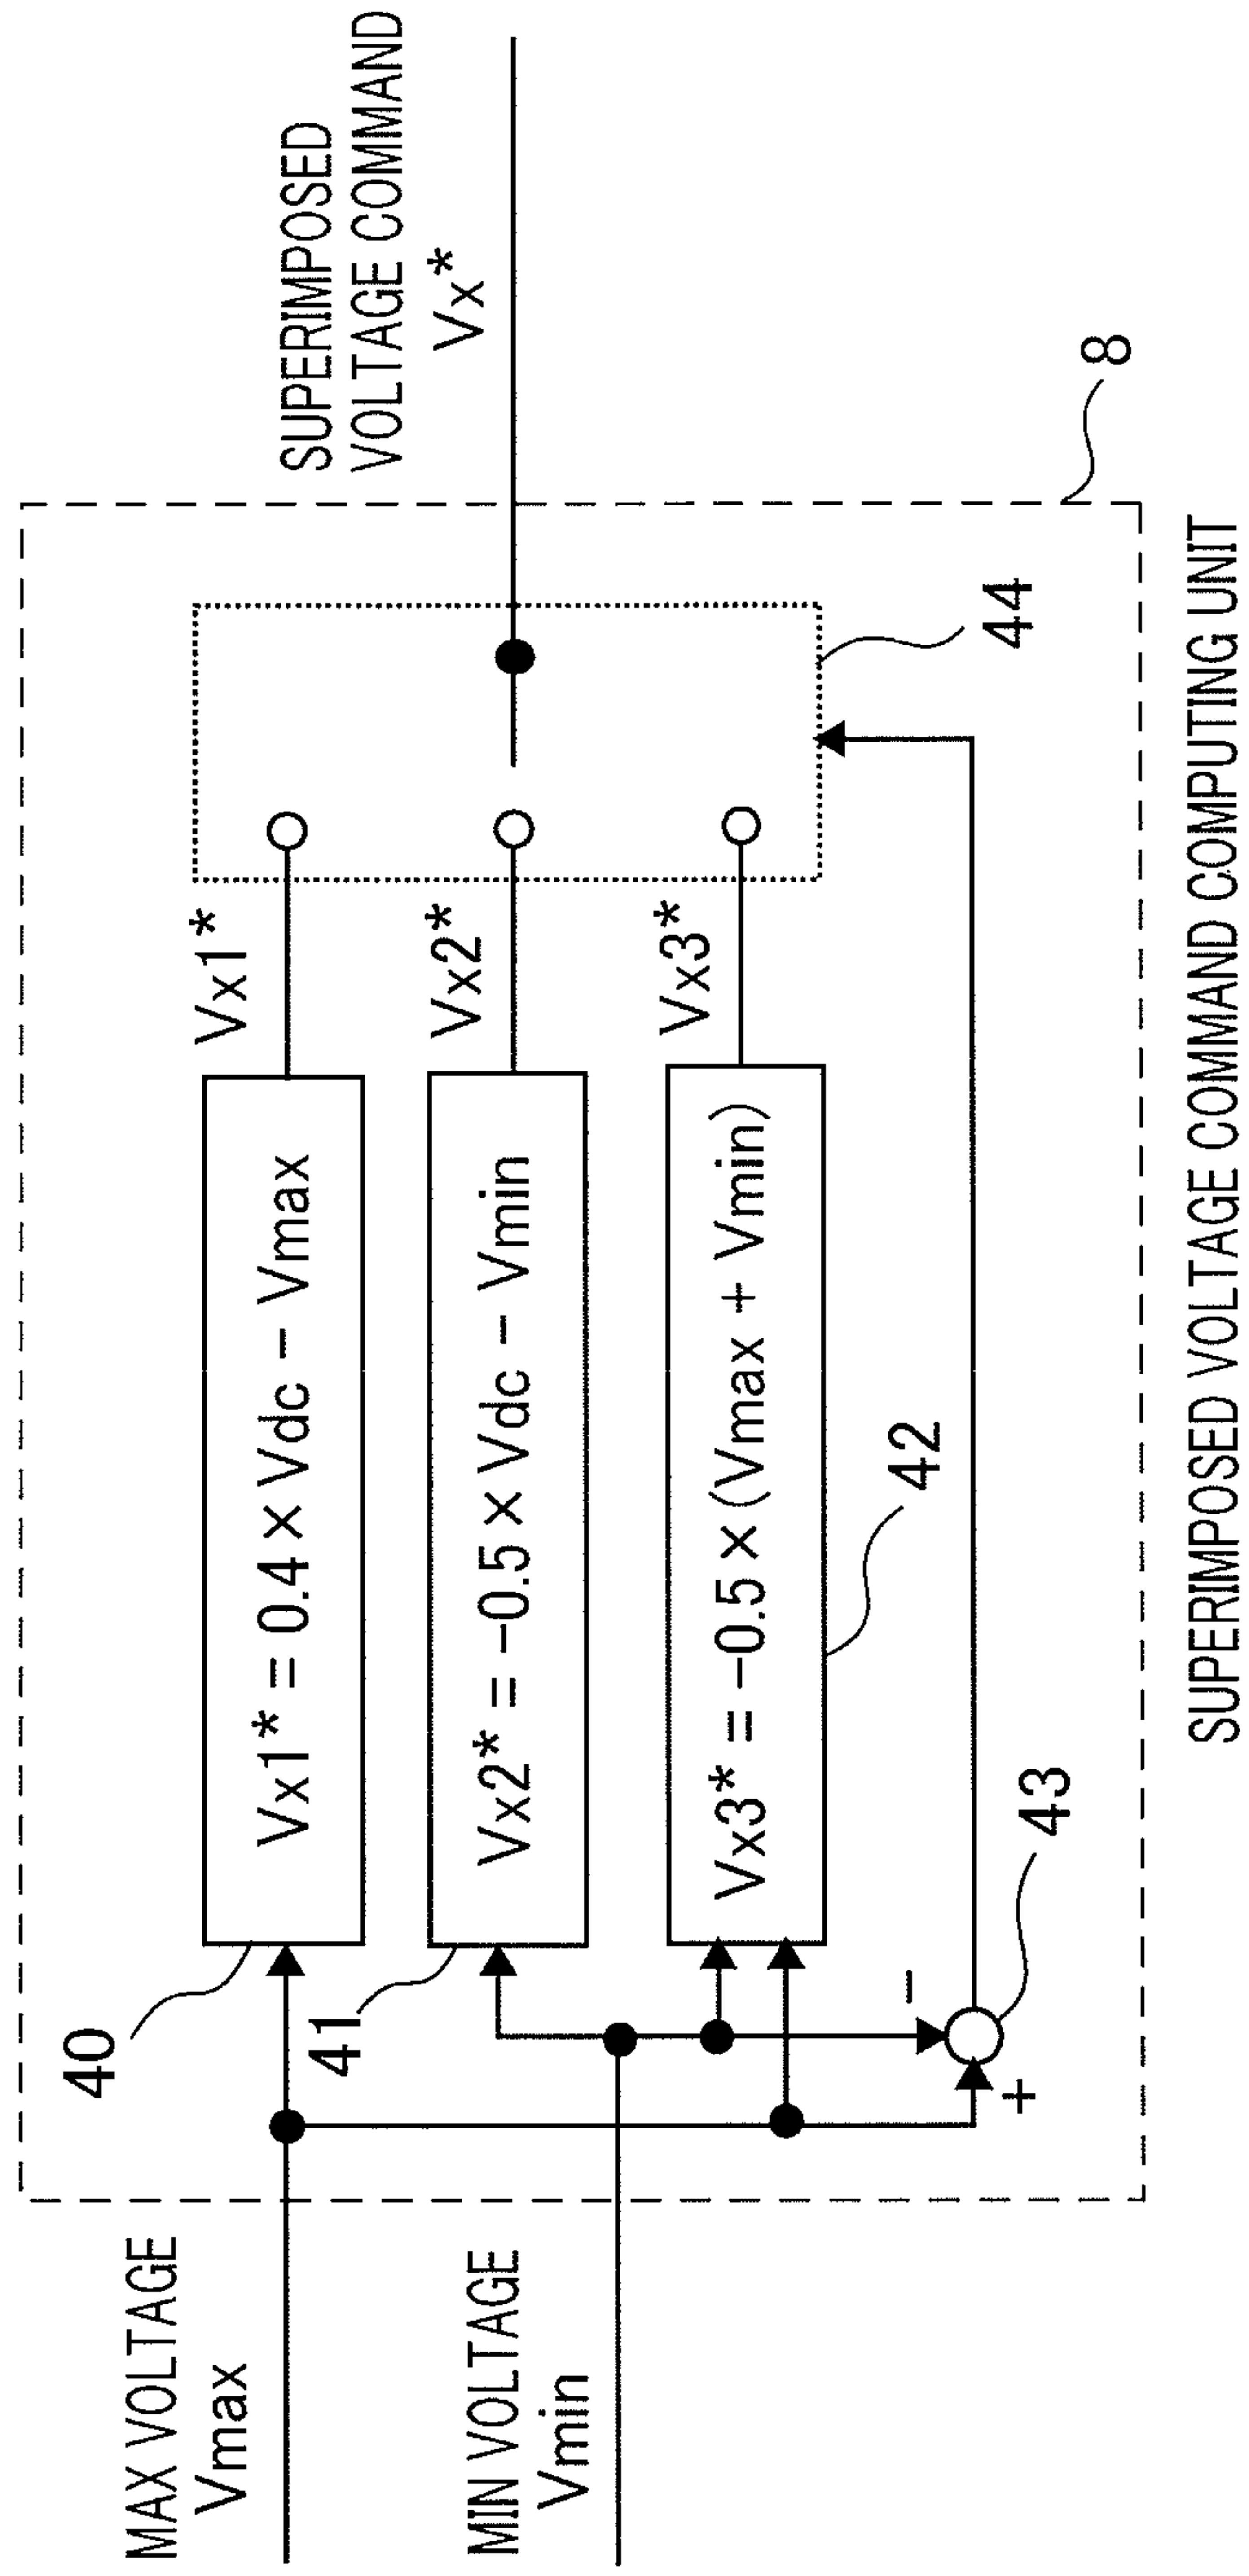 MAX VOLTAGE
Vmax
MIN VOLTAGE
Vmin
40
Vx1* = 0.4 × Vdc − Vmax
Vx1*
41
Vx2* = −0.5 × Vdc − Vmin
Vx2*
42
Vx3* = −0.5 × (Vmax + Vmin)
Vx3*
−
+
43
44
8
SUPERIMPOSED
VOLTAGE COMMAND
Vx*
SUPERIMPOSED VOLTAGE COMMAND COMPUTING UNIT